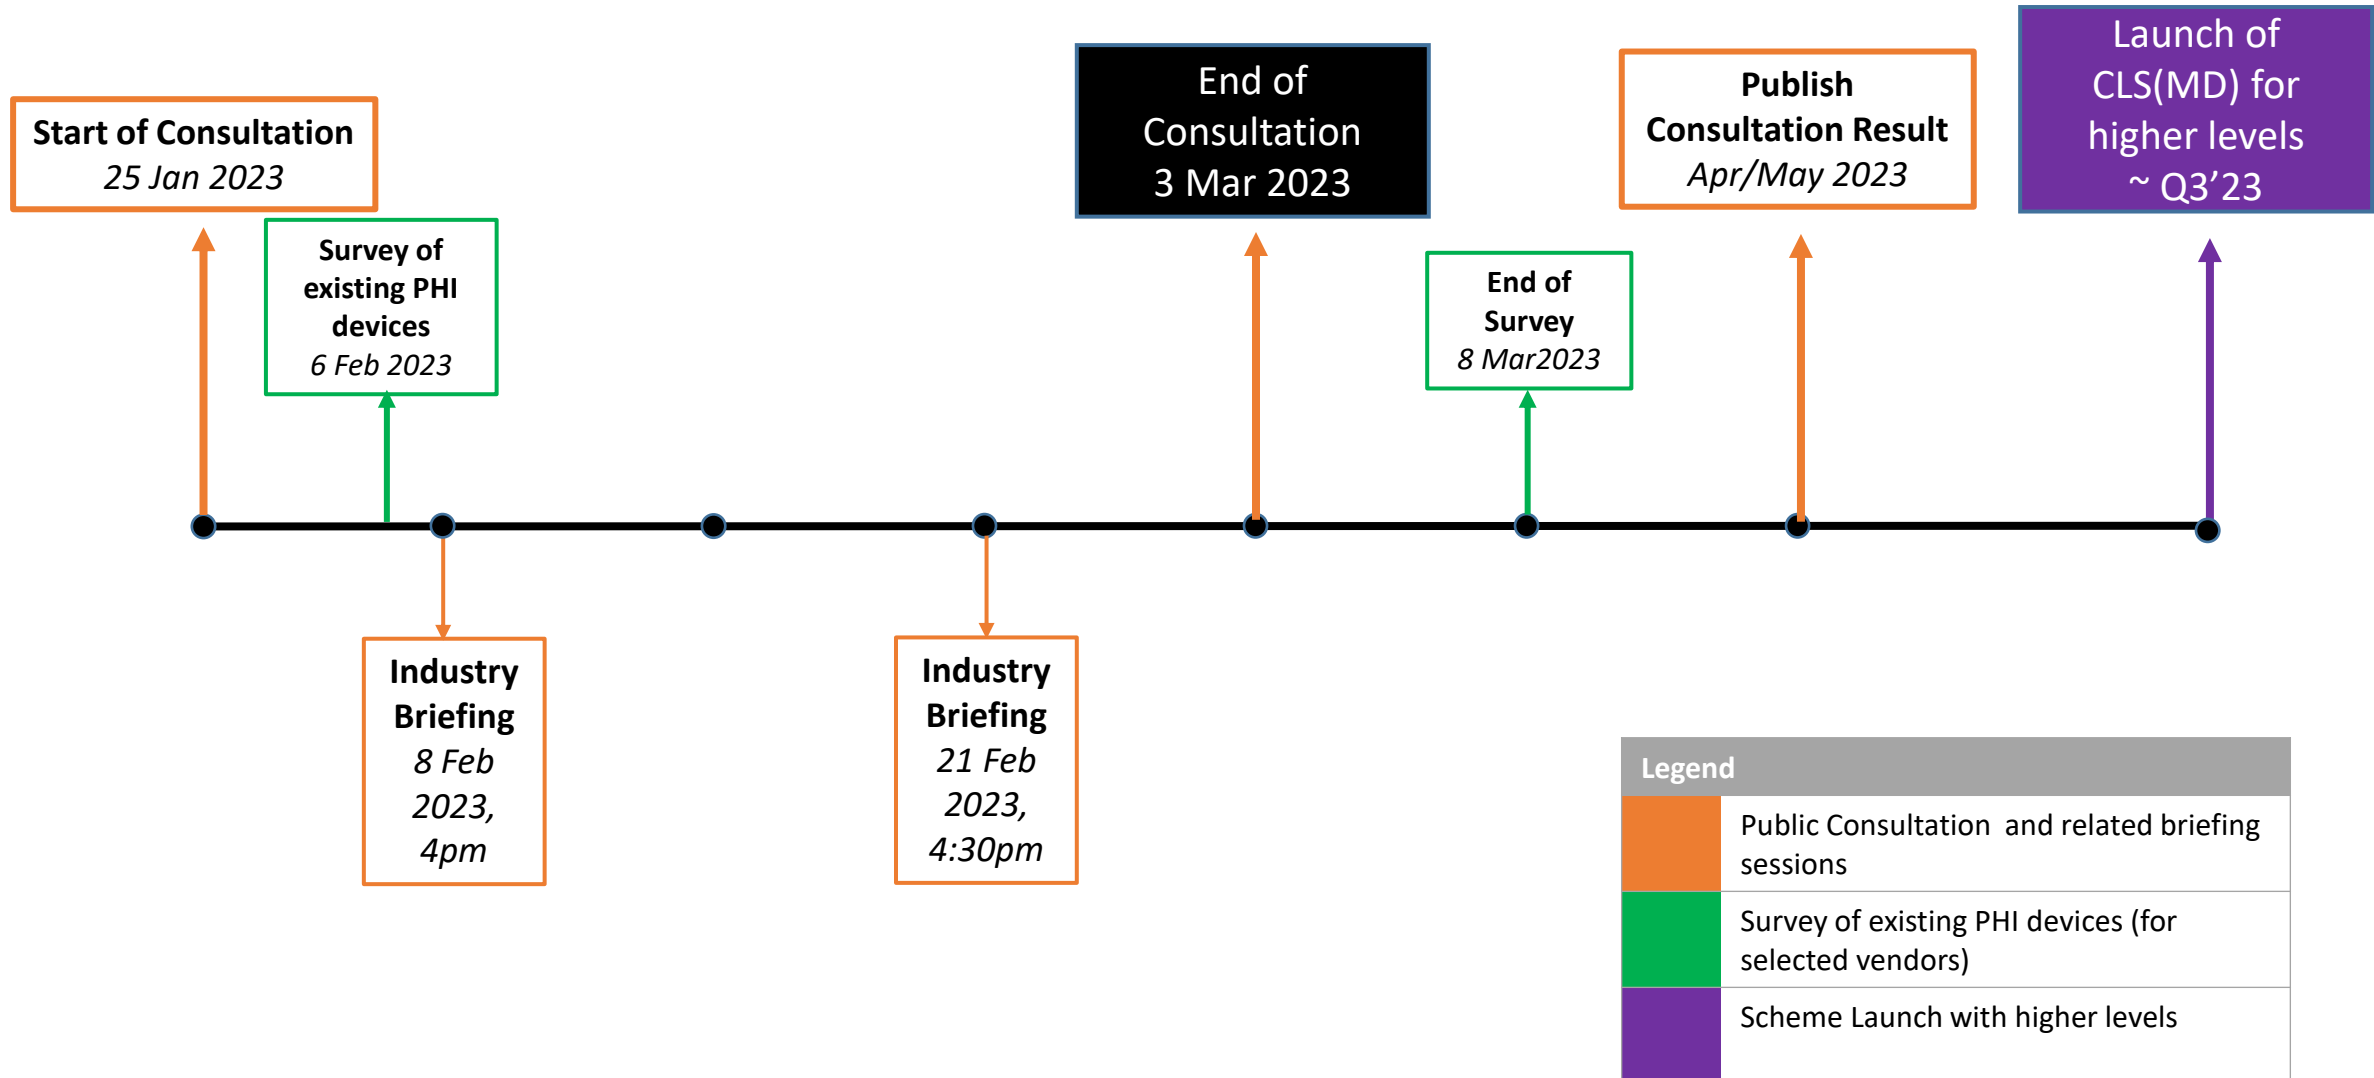 Start of Consultation
25 Jan 2023
Survey of
existing PHI
devices
6 Feb 2023
End of
Consultation
3 Mar 2023
End of
Survey
8 Mar2023
Publish
Consultation Result
Apr/May 2023
Launch of
CLS(MD) for
higher levels
~ Q3’23
Industry
Briefing
8 Feb
2023,
4pm
Industry
Briefing
21 Feb
2023,
4:30pm
Legend
Public Consultation  and related briefing
sessions
Survey of existing PHI devices (for
selected vendors)
Scheme Launch with higher levels